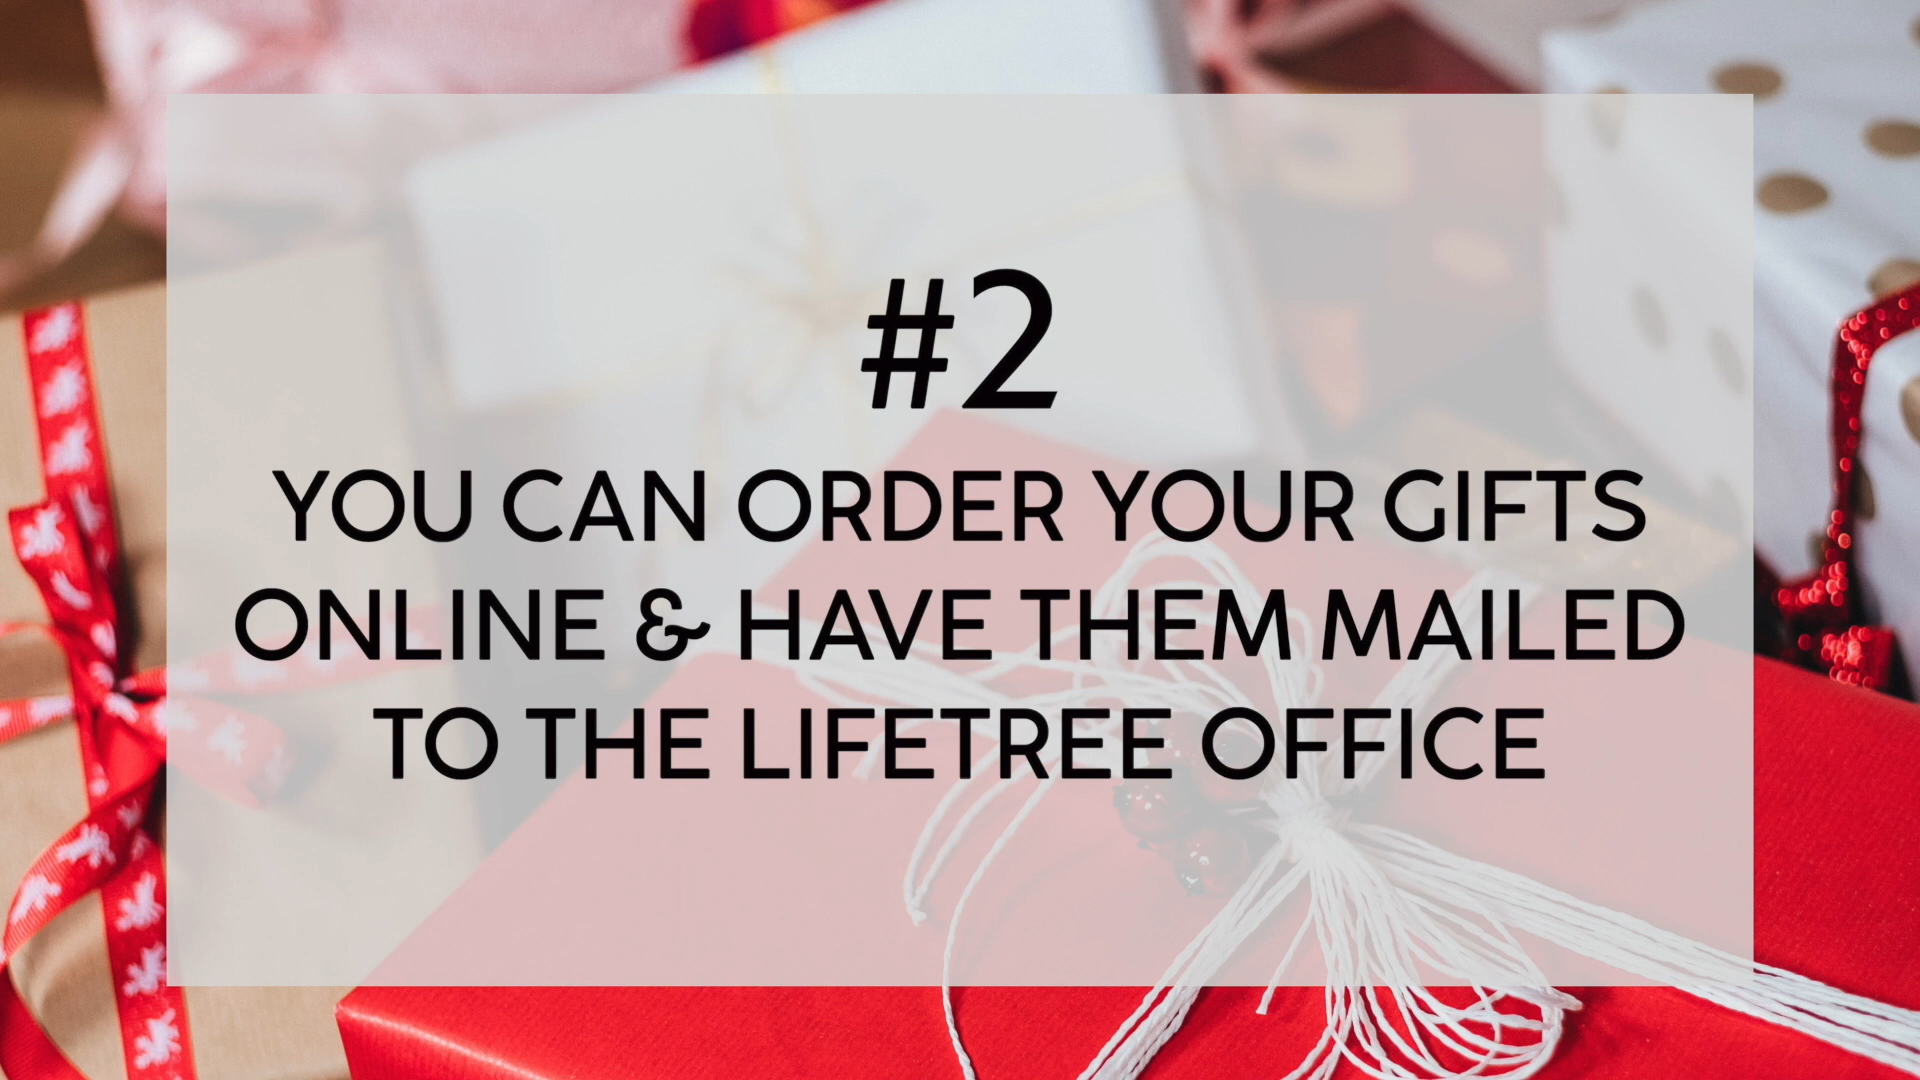 #2
YOU CAN ORDER YOUR GIFTS
ONLINE & HAVE THEM MAILED
TO THE LIFETREE OFFICE